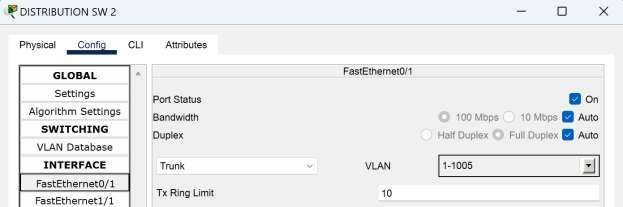 DISTRIBUTION SW 2
Physical Config CLI Attributes
GLOBAL
Settings
Algorithm Settings
SWITCHING
VLAN Database
INTERFACE
FastEthernet0/1
FastEthernet1/1
FastEthernet0/1
Port Status On
Bandwidth 100 Mbps 10 Mbps Auto
Duplex Half Duplex Full Duplex Auto
Trunk VLAN 1-1005
Tx Ring Limit 10